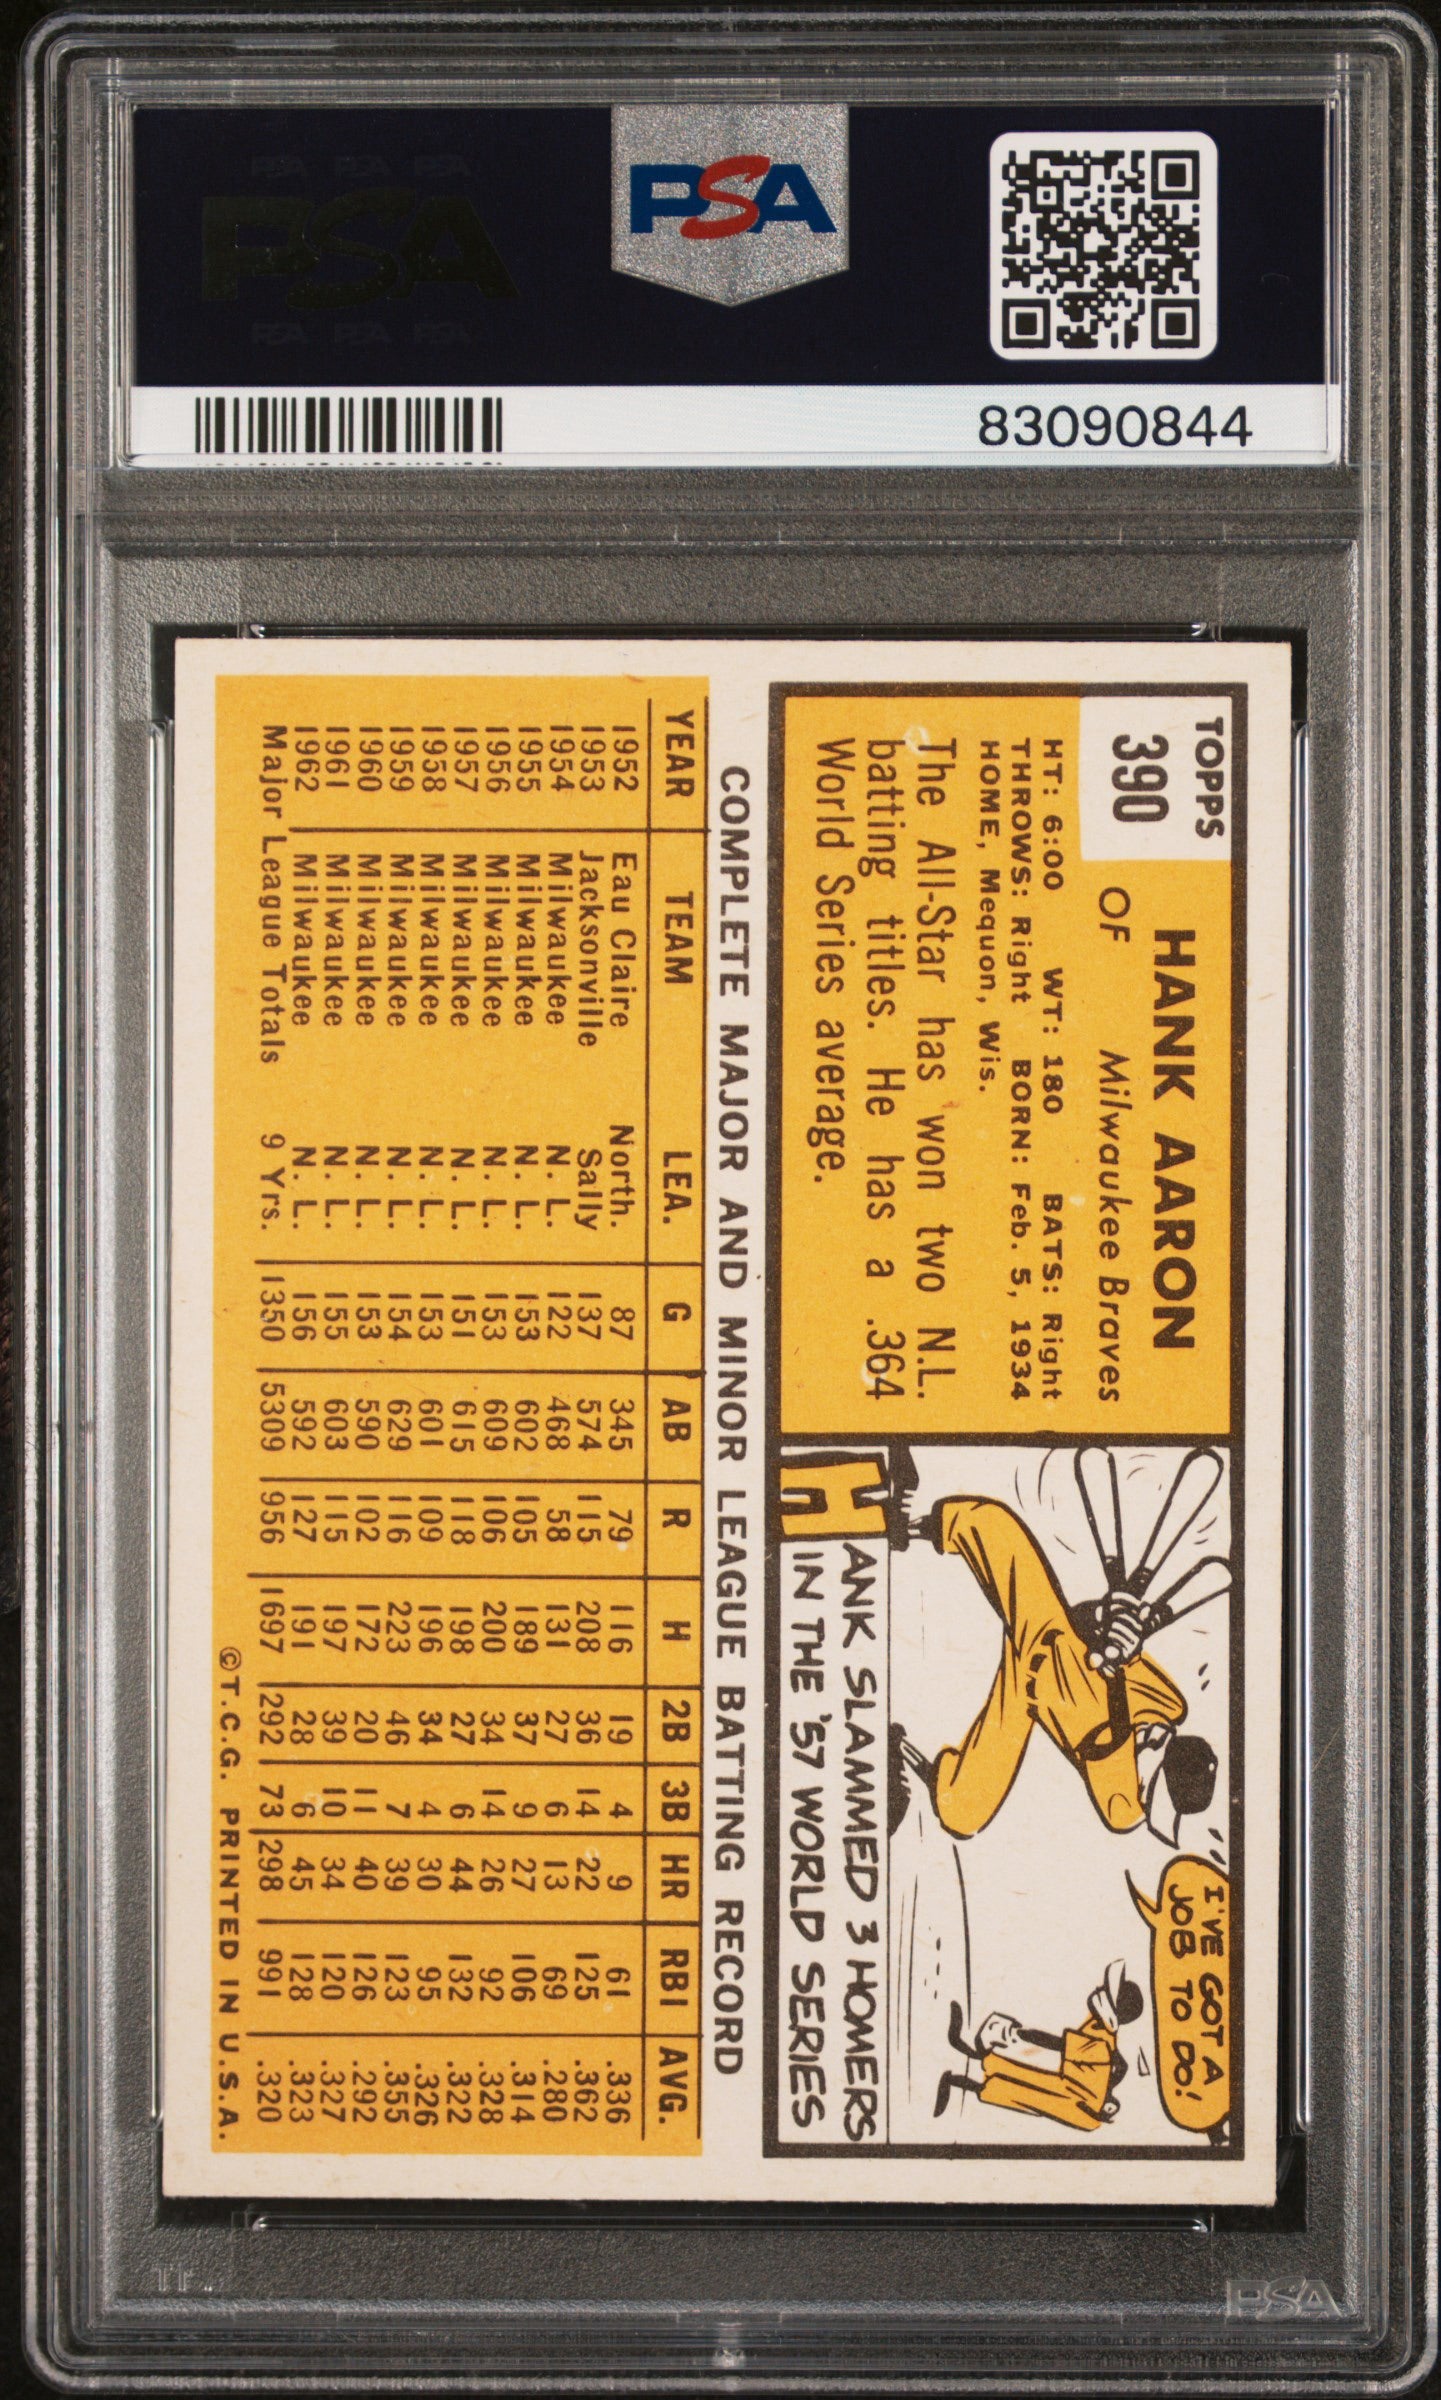 PSA PSA PSA
PSA
PSA PSA PSA
PSA
83090844
TOPPS
390
HANK AARON
OF Milwaukee Braves
HT: 6:00 WT: 180 BATS: Right
THROWS: Right BORN: Feb. 5, 1934
HOME, Mequon, Wis.
The All-Star has won two N.L.
batting titles. He has a .364
World Series average.
I'VE GOT A
JOB TO DO!
HANK SLAMMED 3 HOMERS
IN THE '57 WORLD SERIES
COMPLETE MAJOR AND MINOR LEAGUE BATTING RECORD
YEAR TEAM LEA. G AB R H 2B 3B HR RBI AVG.
1952 Eau Claire North. 87 345 79 116 19 4 9 61 .336
1953 Jacksonville Sally 137 574 115 208 36 14 22 125 .362
1954 Milwaukee N. L. 122 468 58 131 27 6 13 69 .280
1955 Milwaukee N. L. 153 602 105 189 37 9 27 106 .314
1956 Milwaukee N. L. 153 609 106 200 34 14 26 92 .328
1957 Milwaukee N. L. 151 615 118 198 27 6 44 132 .322
1958 Milwaukee N. L. 153 601 109 196 34 4 30 95 .326
1959 Milwaukee N. L. 154 629 116 223 46 7 39 123 .355
1960 Milwaukee N. L. 153 590 102 172 20 11 40 126 .292
1961 Milwaukee N. L. 155 603 115 197 39 10 34 120 .327
1962 Milwaukee N. L. 156 592 127 191 28 6 45 128 .323
Major League Totals 9 Yrs. 1350 5309 956 1697 292 73 298 991 .320
©T.C.G. PRINTED IN U.S.A.
PSA